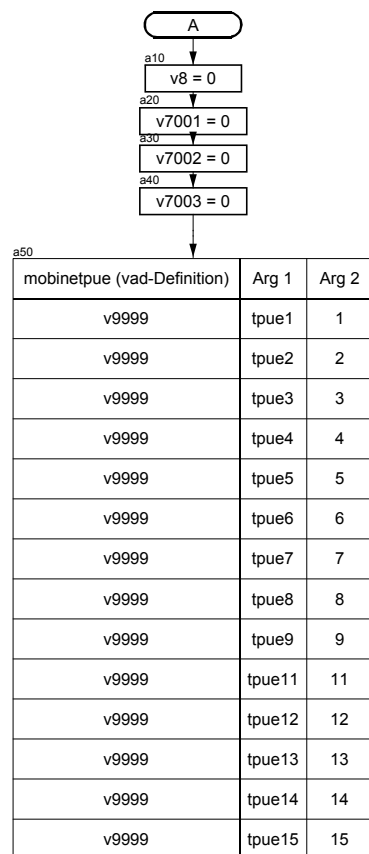 A
a10
v8 = 0
a20
v7001 = 0
a30
v7002 = 0
a40
v7003 = 0
a50
mobinetpue (vad-Definition) Arg 1 Arg 2
v9999 tpue1 1
v9999 tpue2 2
v9999 tpue3 3
v9999 tpue4 4
v9999 tpue5 5
v9999 tpue6 6
v9999 tpue7 7
v9999 tpue8 8
v9999 tpue9 9
v9999 tpue11 11
v9999 tpue12 12
v9999 tpue13 13
v9999 tpue14 14
v9999 tpue15 15